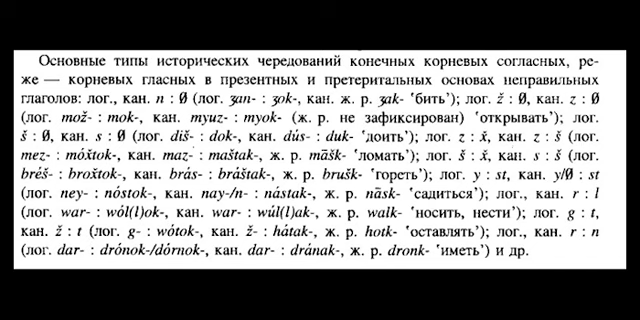 Основные типы исторических чередований конечных корневых согласных, ре-
же — корневых гласных в презентных и претеритальных основах неправильных
глаголов: лог., кан. n : Ø (лог. ʒan- : ʒok-, кан. ж. р. ʒak- ‘бить’); лог. ž : Ø, кан. z : Ø
(лог. mož- : mok-, кан. myuz- : myok- (ж. р. не зафиксирован) ‘открывать’); лог.
š : Ø, кан. s : Ø (лог. diš- : dok-, кан. dús- : duk- ‘доить’); лог. z : x̌, кан. z : š (лог.
mez- : móx̌tok-, кан. maz- : maštak-, ж. р. māšk- ‘ломать’); лог. š : x̌, кан. s : š (лог.
bréš- : brox̌tok-, кан. brás- : bráštak-, ж. р. brušk- ‘гореть’); лог. y : st, кан. y/Ø : st
(лог. ney- : nóstok-, кан. nay-/n- : nástak-, ж. р. nāsk- ‘садиться’); лог., кан. r : l
(лог. war- : wól(l)ok-, кан. war- : wúl(l)ak-, ж. р. walk- ‘носить, нести’); лог. g : t,
кан. ž : t (лог. g- : wótok-, кан. ž- : hátak-, ж. р. hotk- ‘оставлять’); лог., кан. r : n
(лог. dar- : drónok-/dórnok-, кан. dar- : drának-, ж. р. dronk- ‘иметь’) и др.